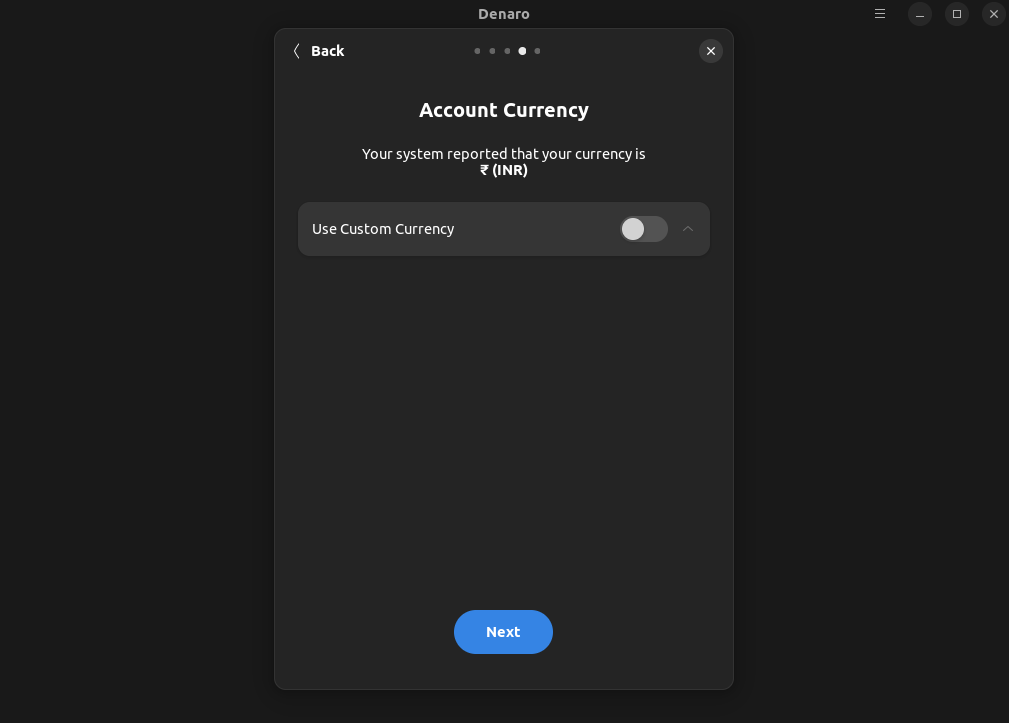 Denaro
Back
Account Currency
Your system reported that your currency is
₹ (INR)
Use Custom Currency
Next